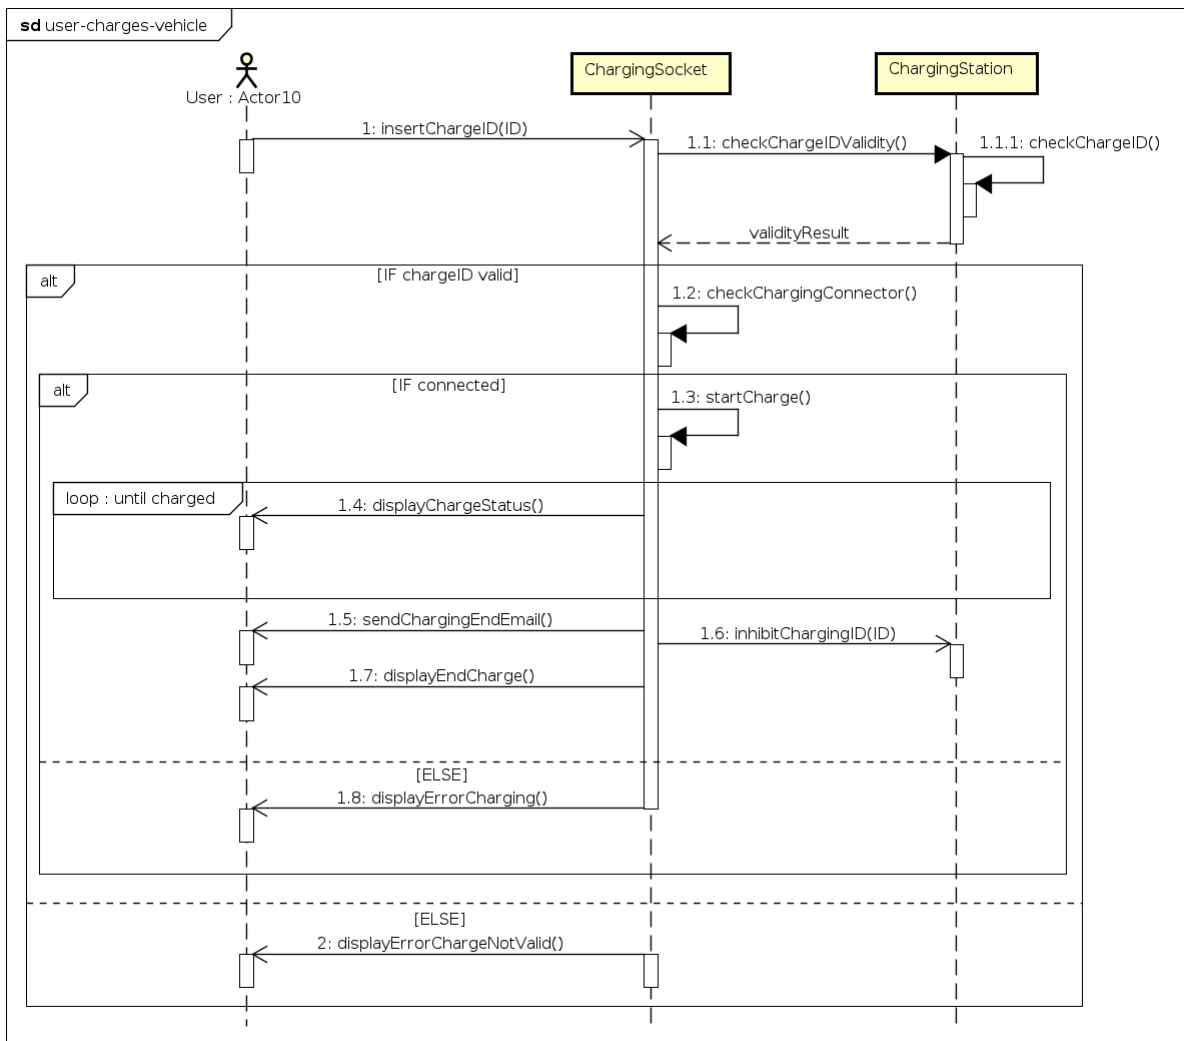 sd user-charges-vehicle
User : Actor10
ChargingSocket
ChargingStation
1: insertChargeID(ID)
1.1: checkChargeIDValidity()
1.1.1: checkChargeID()
validityResult
alt
[IF chargeID valid]
1.2: checkChargingConnector()
alt
[IF connected]
1.3: startCharge()
loop : until charged
1.4: displayChargeStatus()
1.5: sendChargingEndEmail()
1.6: inhibitChargingID(ID)
1.7: displayEndCharge()
[ELSE]
1.8: displayErrorCharging()
[ELSE]
2: displayErrorChargeNotValid()